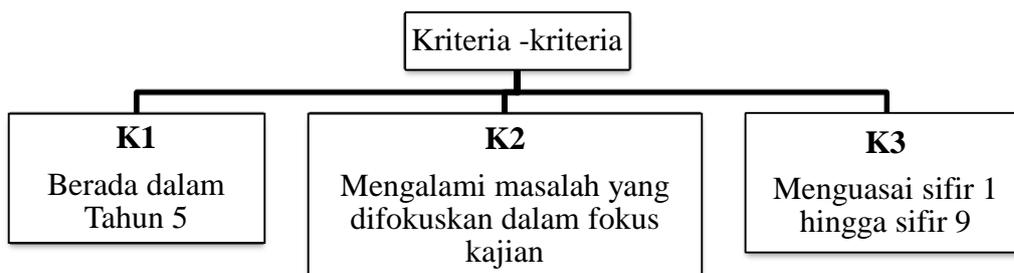 Kriteria -kriteria
K1
Berada dalam
Tahun 5
K2
Mengalami masalah yang
difokuskan dalam fokus
kajian
K3
Menguasai sifir 1
hingga sifir 9